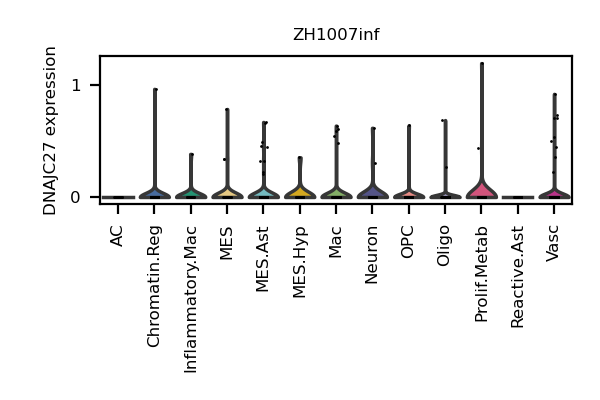 ZH1007inf
DNAJC27 expression
1
0
AC
Chromatin.Reg
Inflammatory.Mac
MES
MES.Ast
MES.Hyp
Mac
Neuron
OPC
Oligo
Prolif.Metab
Reactive.Ast
Vasc